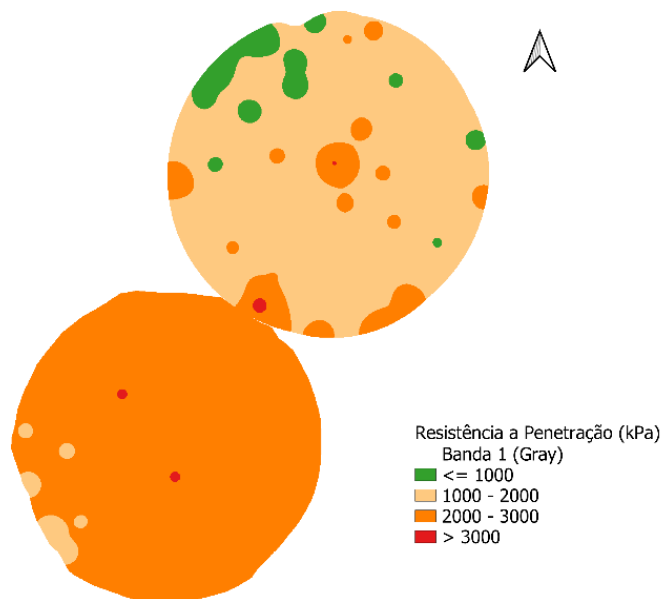 Resistência a Penetração (kPa)
Banda 1 (Gray)
<= 1000
1000 - 2000
2000 - 3000
> 3000